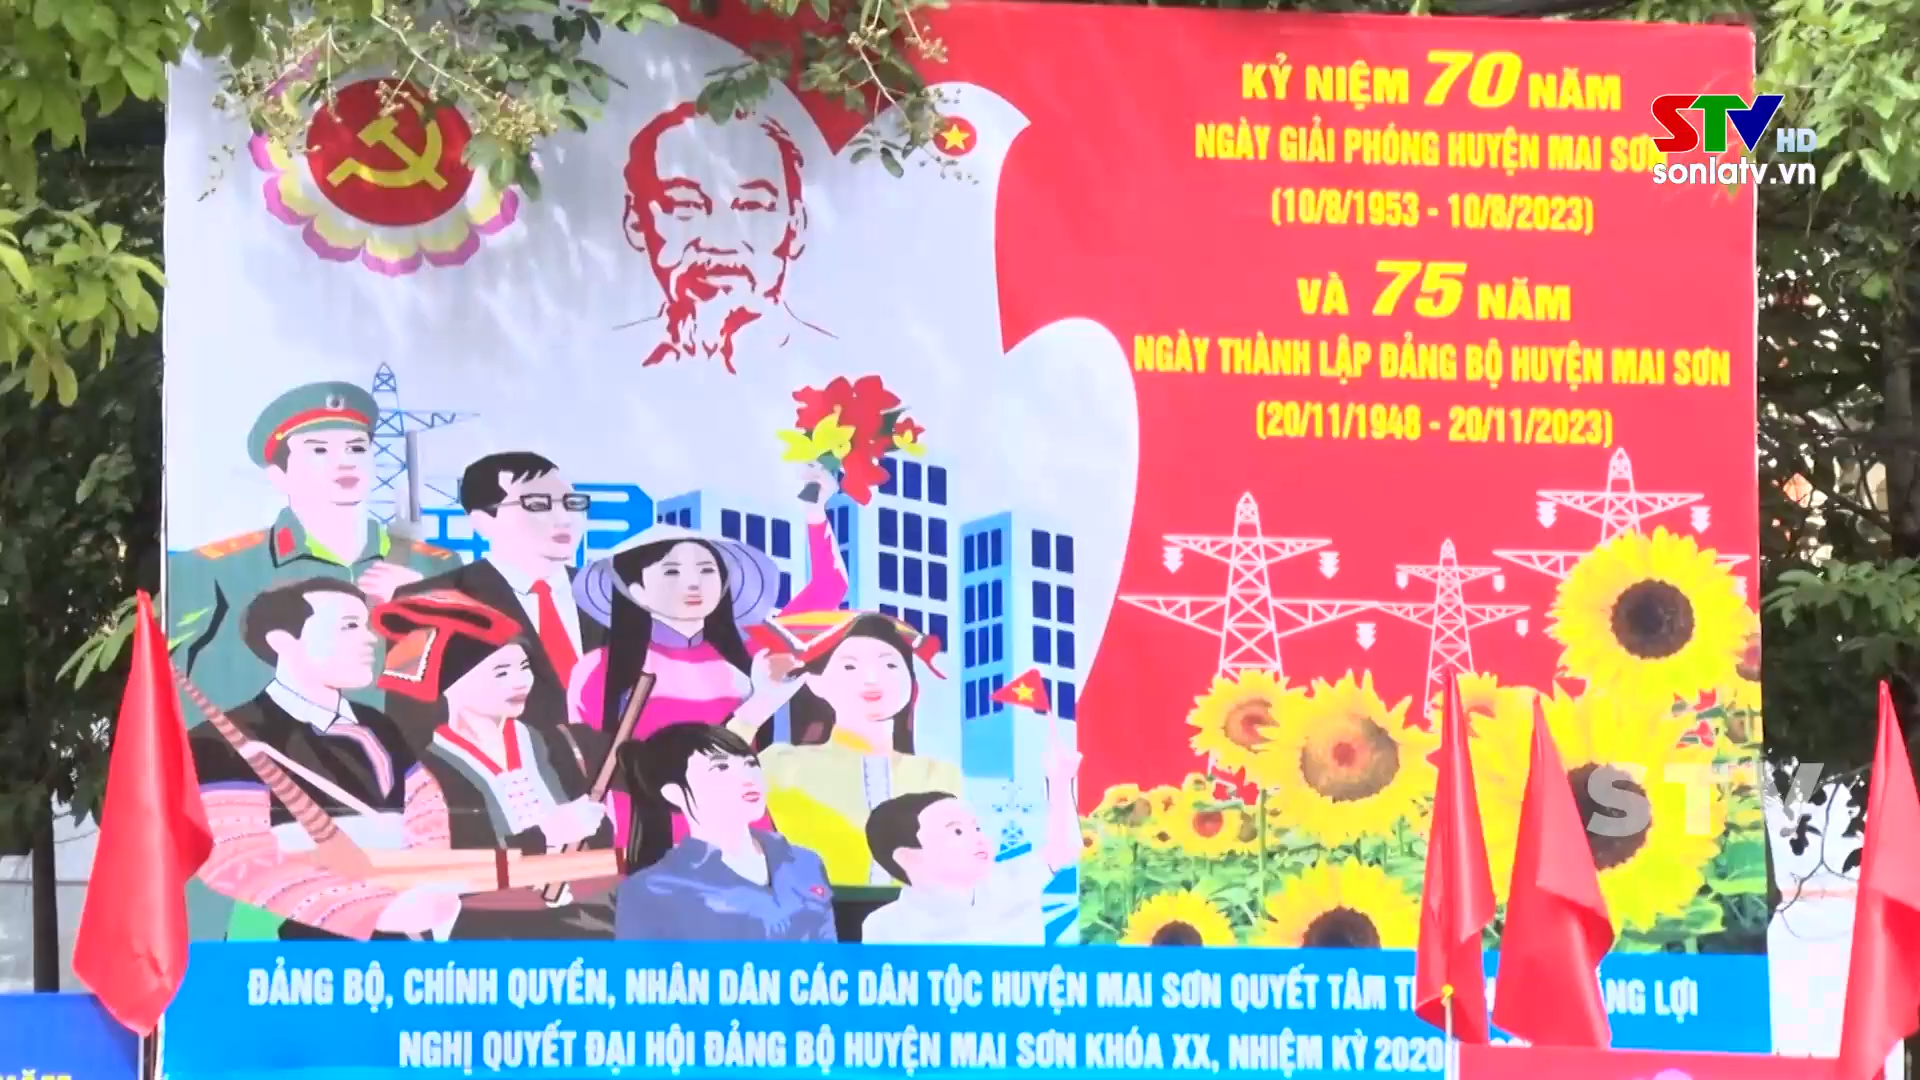 KỶ NIỆM 70 NĂM
NGÀY GIẢI PHÓNG HUYỆN MAI SƠN
(10/8/1953 - 10/8/2023)
VÀ 75 NĂM
NGÀY THÀNH LẬP ĐẢNG BỘ HUYỆN MAI SƠN
(20/11/1948 - 20/11/2023)
STV HD
sonlatv.vn
STV
ĐẢNG BỘ, CHÍNH QUYỀN, NHÂN DÂN CÁC DÂN TỘC HUYỆN MAI SƠN QUYẾT TÂM LỢI
NGHỊ QUYẾT ĐẠI HỘI ĐẢNG BỘ HUYỆN MAI SƠN KHÓA XX, NHIỆM KỲ 2020